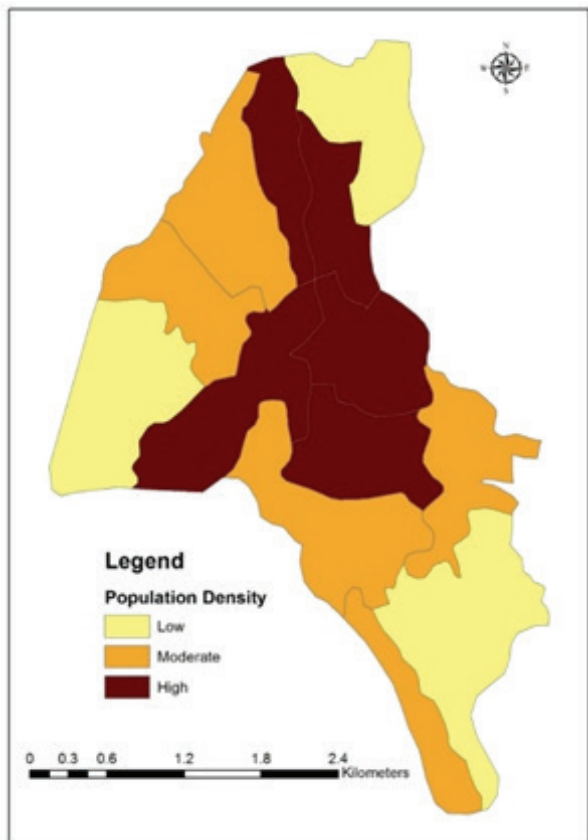 N
W E
S
Legend
Population Density
Low
Moderate
High
0 0.3 0.6 1.2 1.8 2.4
Kilometers